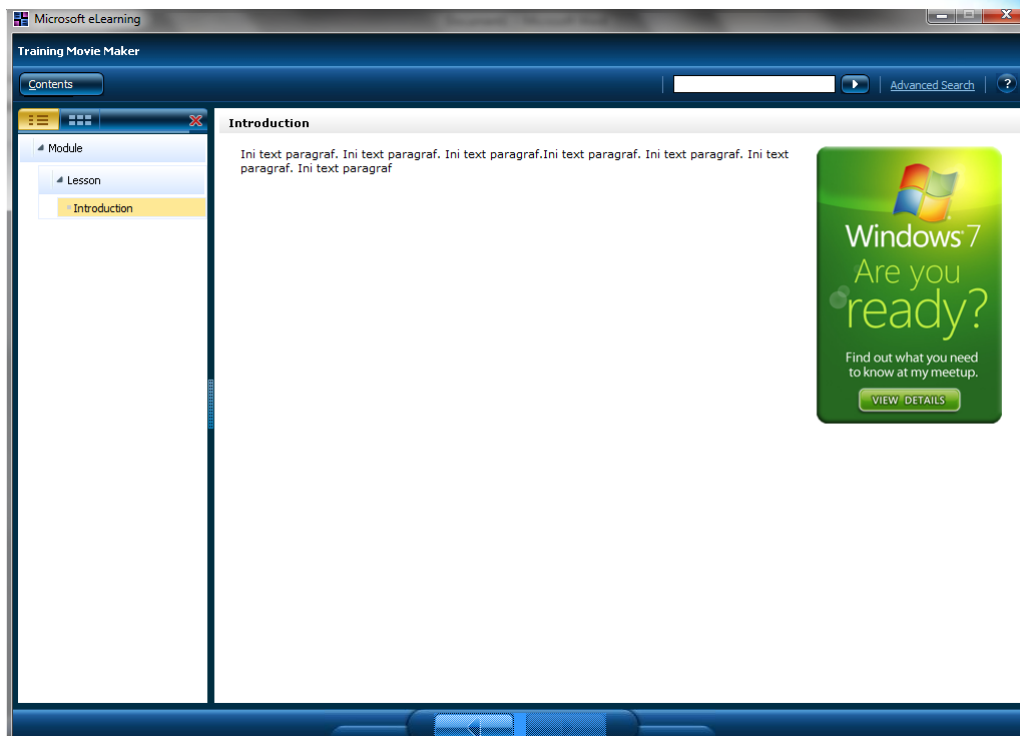 Microsoft eLearning
Training Movie Maker
Contents
Advanced Search
?
Module
Lesson
Introduction
Introduction
Ini text paragraf. Ini text paragraf. Ini text paragraf.Ini text paragraf. Ini text paragraf. Ini text
paragraf. Ini text paragraf
Windows 7
Are you
ready?
Find out what you need
to know at my meetup.
VIEW DETAILS